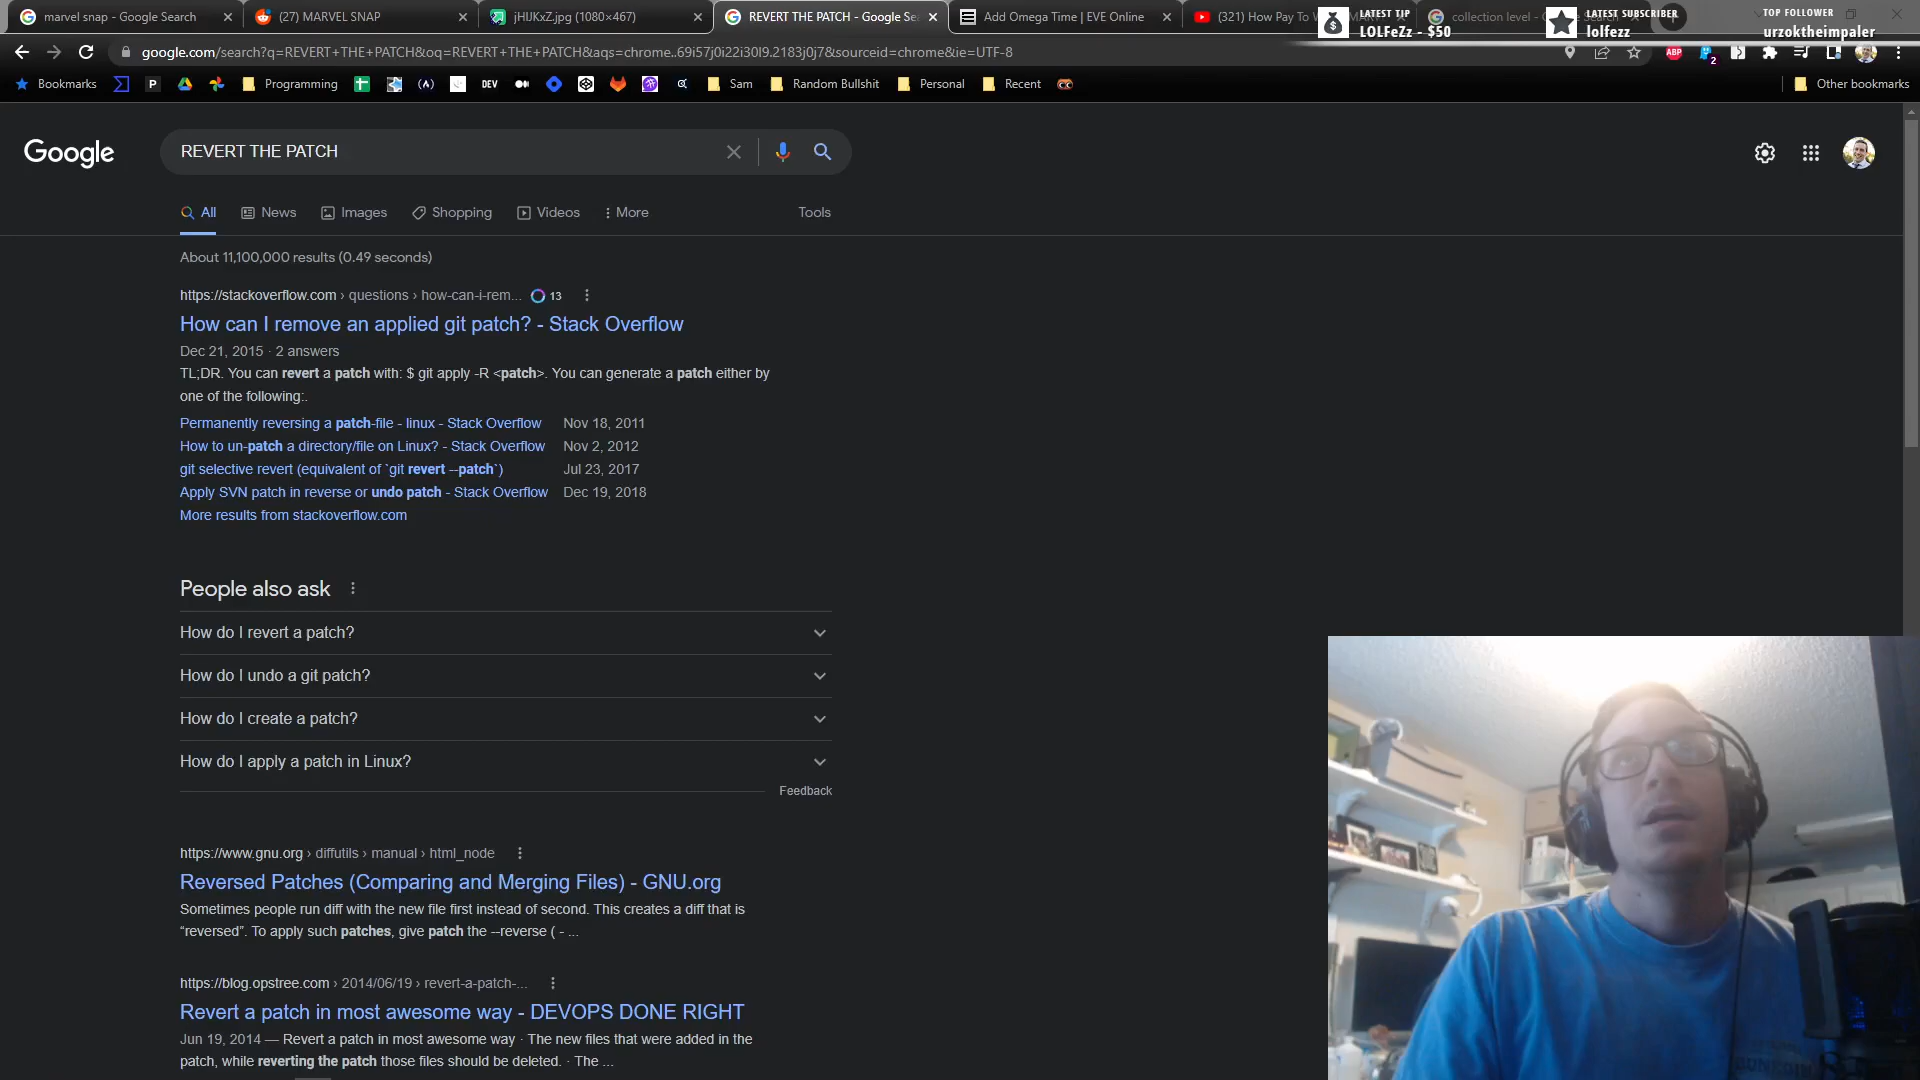 marvel snap - Google Search
(27) MARVEL SNAP
jHIJKxZ.jpg (1080×467)
REVERT THE PATCH - Google Se
Add Omega Time | EVE Online
(321) How Pay To W
LATEST TIP
LOLFeZz - $50
collection level - G
LATEST SUBSCRIBER
lolfezz
TOP FOLLOWER
urzoktheimpaler
google.com/search?q=REVERT+THE+PATCH&oq=REVERT+THE+PATCH&aqs=chrome..69i57j0i22i30l9.2183j0j7&sourceid=chrome&ie=UTF-8
ABP
2
Bookmarks
P
Programming
DEV
Sam
Random Bullshit
Personal
Recent
Other bookmarks
Google
REVERT THE PATCH
All
News
Images
Shopping
Videos
More
Tools
About 11,100,000 results (0.49 seconds)
https://stackoverflow.com › questions › how-can-i-rem... 13
How can I remove an applied git patch? - Stack Overflow
Dec 21, 2015 · 2 answers
TL;DR. You can revert a patch with: $ git apply -R <patch>. You can generate a patch either by
one of the following:.
Permanently reversing a patch-file - linux - Stack Overflow Nov 18, 2011
How to un-patch a directory/file on Linux? - Stack Overflow Nov 2, 2012
git selective revert (equivalent of `git revert --patch`) Jul 23, 2017
Apply SVN patch in reverse or undo patch - Stack Overflow Dec 19, 2018
More results from stackoverflow.com
People also ask
How do I revert a patch?
How do I undo a git patch?
How do I create a patch?
How do I apply a patch in Linux?
Feedback
https://www.gnu.org › diffutils › manual › html_node
Reversed Patches (Comparing and Merging Files) - GNU.org
Sometimes people run diff with the new file first instead of second. This creates a diff that is
“reversed”. To apply such patches, give patch the --reverse ( - ...
https://blog.opstree.com › 2014/06/19 › revert-a-patch-...
Revert a patch in most awesome way - DEVOPS DONE RIGHT
Jun 19, 2014 — Revert a patch in most awesome way · The new files that were added in the
patch, while reverting the patch those files should be deleted. · The ...